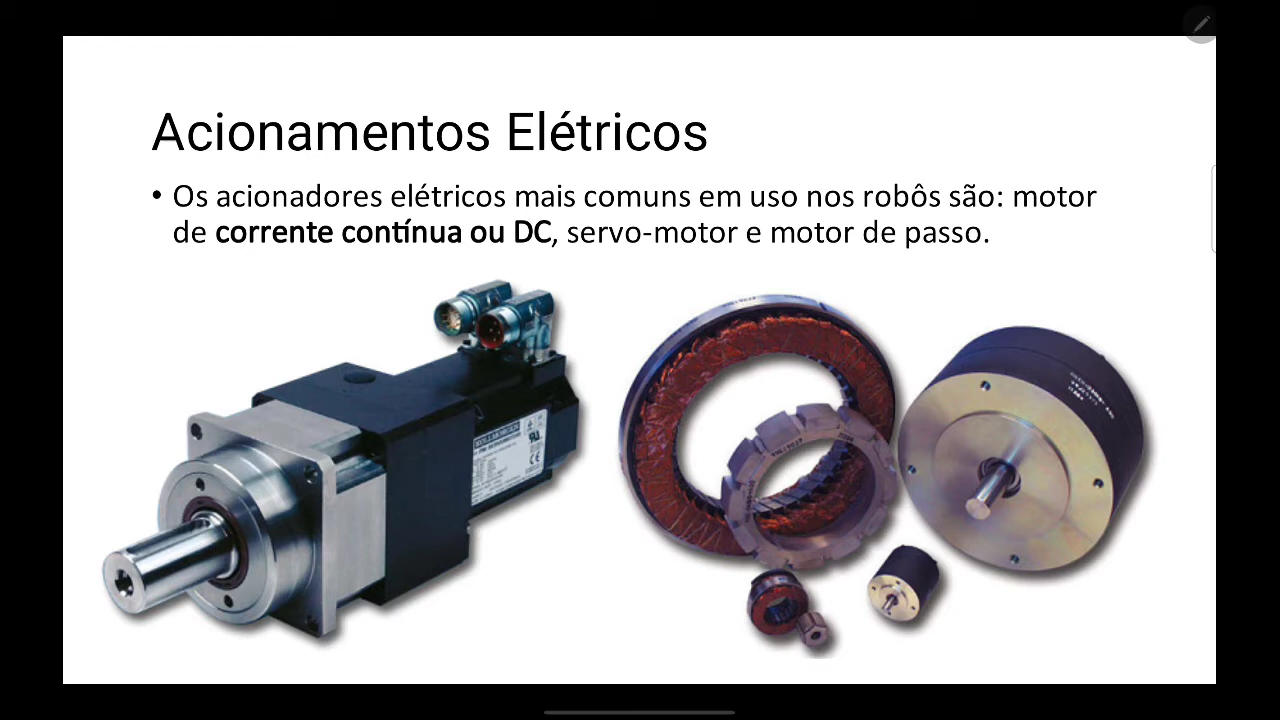 Acionamentos Elétricos
• Os acionadores elétricos mais comuns em uso nos robôs são: motor
de corrente contínua ou DC, servo-motor e motor de passo.
KOLLMORGEN